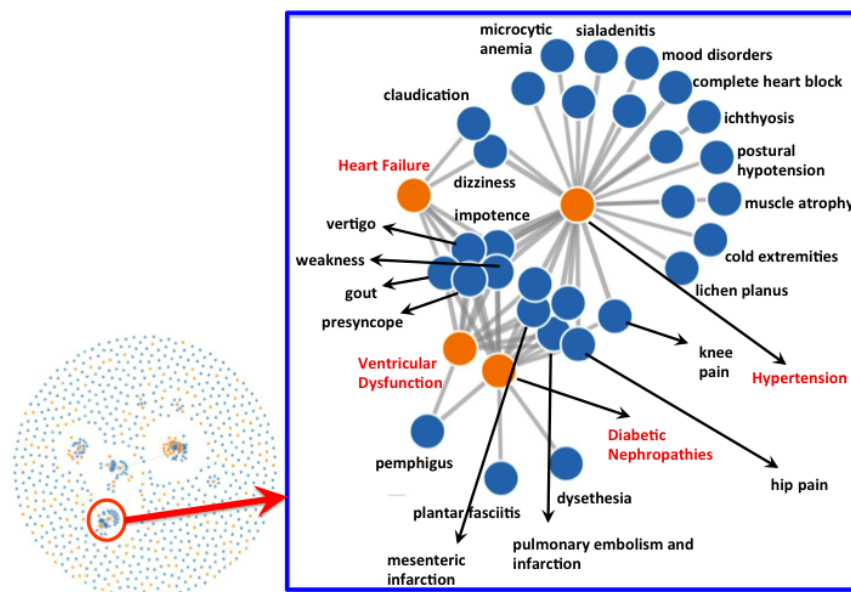 microcytic
anemia
sialadenitis
mood disorders
complete heart block
claudication
ichthyosis
Heart Failure
postural
hypotension
dizziness
muscle atrophy
impotence
vertigo
weakness
cold extremities
gout
lichen planus
presyncope
knee
pain
Ventricular
Dysfunction
Hypertension
Diabetic
Nephropathies
pemphigus
hip pain
dysethesia
plantar fasciitis
mesenteric
infarction
pulmonary embolism and
infarction